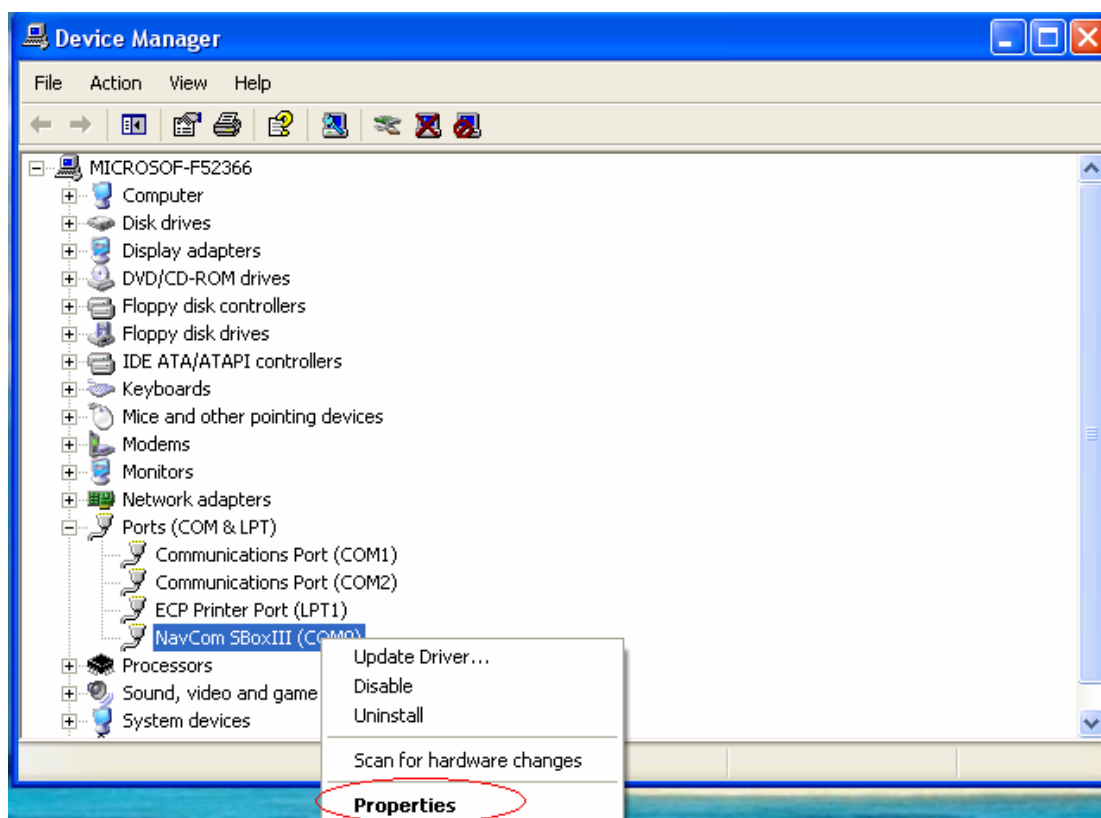 Device Manager
File Action View Help
MICROSOF-F52366
Computer
Disk drives
Display adapters
DVD/CD-ROM drives
Floppy disk controllers
Floppy disk drives
IDE ATA/ATAPI controllers
Keyboards
Mice and other pointing devices
Modems
Monitors
Network adapters
Ports (COM & LPT)
Communications Port (COM1)
Communications Port (COM2)
ECP Printer Port (LPT1)
NavCom SBoxIII
Processors
Sound, video and game
System devices
Update Driver...
Disable
Uninstall
Scan for hardware changes
Properties